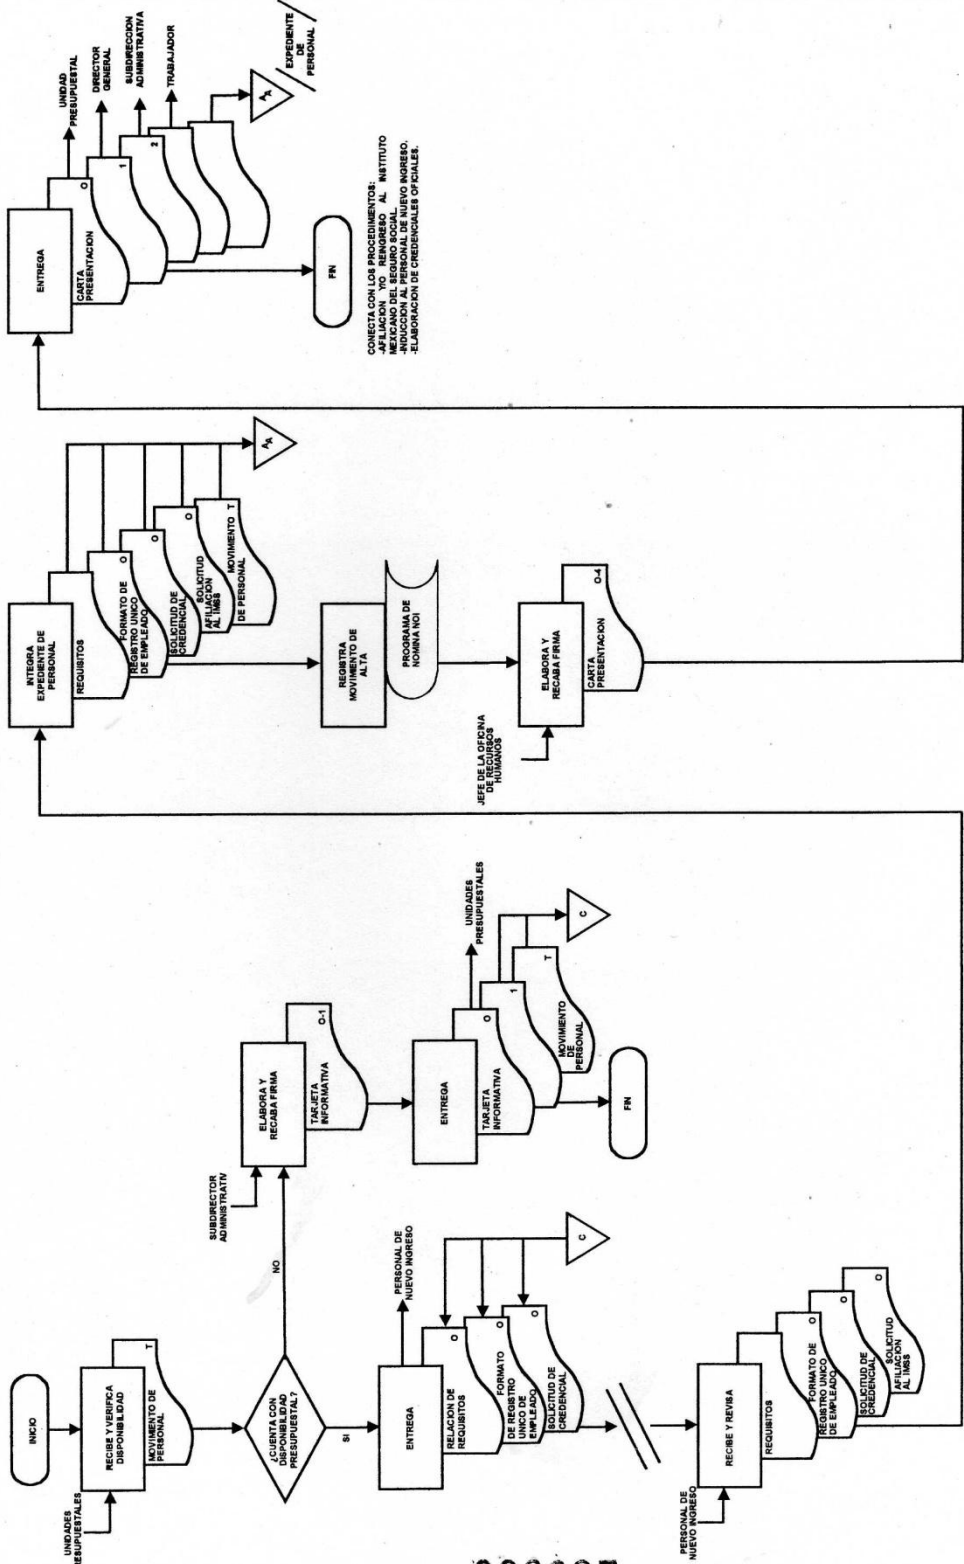 INICIO
UNIDADES
PRESUPUESTALES
RECIBE Y VERIFICA
DISPONIBILIDAD
MOVIMIENTO DE
PERSONAL
T
¿CUENTA CON
DISPONIBILIDAD
PRESUPUESTAL?
NO
SI
SUBDIRECTOR
ADMINISTRATIV
ELABORA Y
RECABA FIRMA
TARJETA
INFORMATIVA
O-1
ENTREGA
UNIDADES
PRESUPUESTALES
TARJETA
INFORMATIVA
O
1
MOVIMIENTO
DE
PERSONAL
T
C
FIN
ENTREGA
PERSONAL DE
NUEVO INGRESO
RELACION DE
REQUISITOS
O
FORMATO
DE REGISTRO
UNICO DE
EMPLEADO
O
SOLICITUD DE
CREDENCIAL
O
C
PERSONAL DE
NUEVO INGRESO
RECIBE Y REVISA
REQUISITOS
FORMATO DE
REGISTRO UNICO
DE EMPLEADO
O
SOLICITUD DE
CREDENCIAL
O
SOLICITUD
AFILIACION
AL IMSS
O
INTEGRA
EXPEDIENTE DE
PERSONAL
REQUISITOS
FORMATO DE
REGISTRO UNICO
DE EMPLEADO
O
SOLICITUD DE
CREDENCIAL
O
SOLICITUD
AFILIACION
AL IMSS
O
MOVIMIENTO
DE PERSONAL
T
A
A
REGISTRA
MOVIMIENTO DE
ALTA
PROGRAMA DE
NOMINA NOI
JEFE DE LA OFICINA
DE RECURSOS
HUMANOS
ELABORA Y
RECABA FIRMA
CARTA
PRESENTACION
O-4
ENTREGA
CARTA
PRESENTACION
O
UNIDAD
PRESUPUESTAL
1
DIRECTOR
GENERAL
2
SUBDIRECCION
ADMINISTRATIVA
TRABAJADOR
A
A
EXPEDIENTE
DE
PERSONAL
FIN
CONECTA CON LOS PROCEDIMIENTOS:
-AFILIACION Y/O REINGRESO AL INSTITUTO
MEXICANO DEL SEGURO SOCIAL.
-INDUCCION AL PERSONAL DE NUEVO INGRESO.
-ELABORACION DE CREDENCIALES OFICIALES.